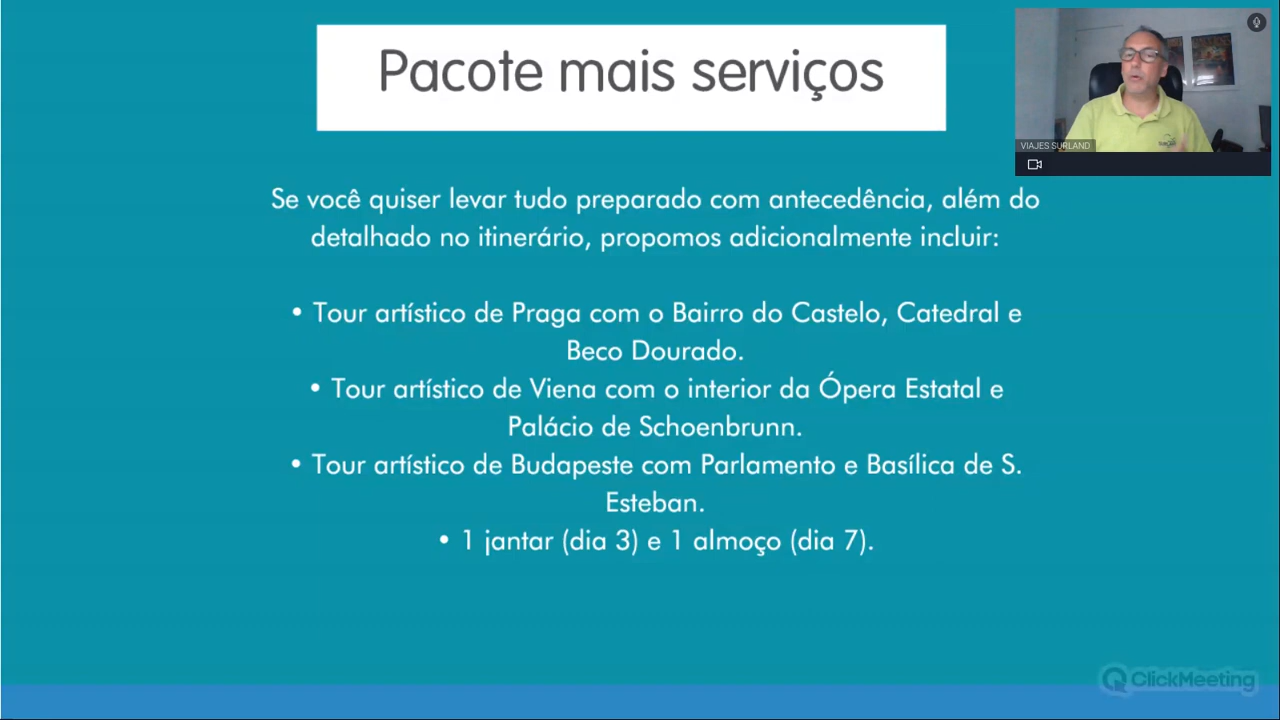 Pacote mais serviços
VIAJES SURLAND
Se você quiser levar tudo preparado com antecedência, além do
detalhado no itinerário, propomos adicionalmente incluir:
• Tour artístico de Praga com o Bairro do Castelo, Catedral e
Beco Dourado.
• Tour artístico de Viena com o interior da Ópera Estatal e
Palácio de Schoenbrunn.
• Tour artístico de Budapeste com Parlamento e Basílica de S.
Esteban.
• 1 jantar (dia 3) e 1 almoço (dia 7).
ClickMeeting